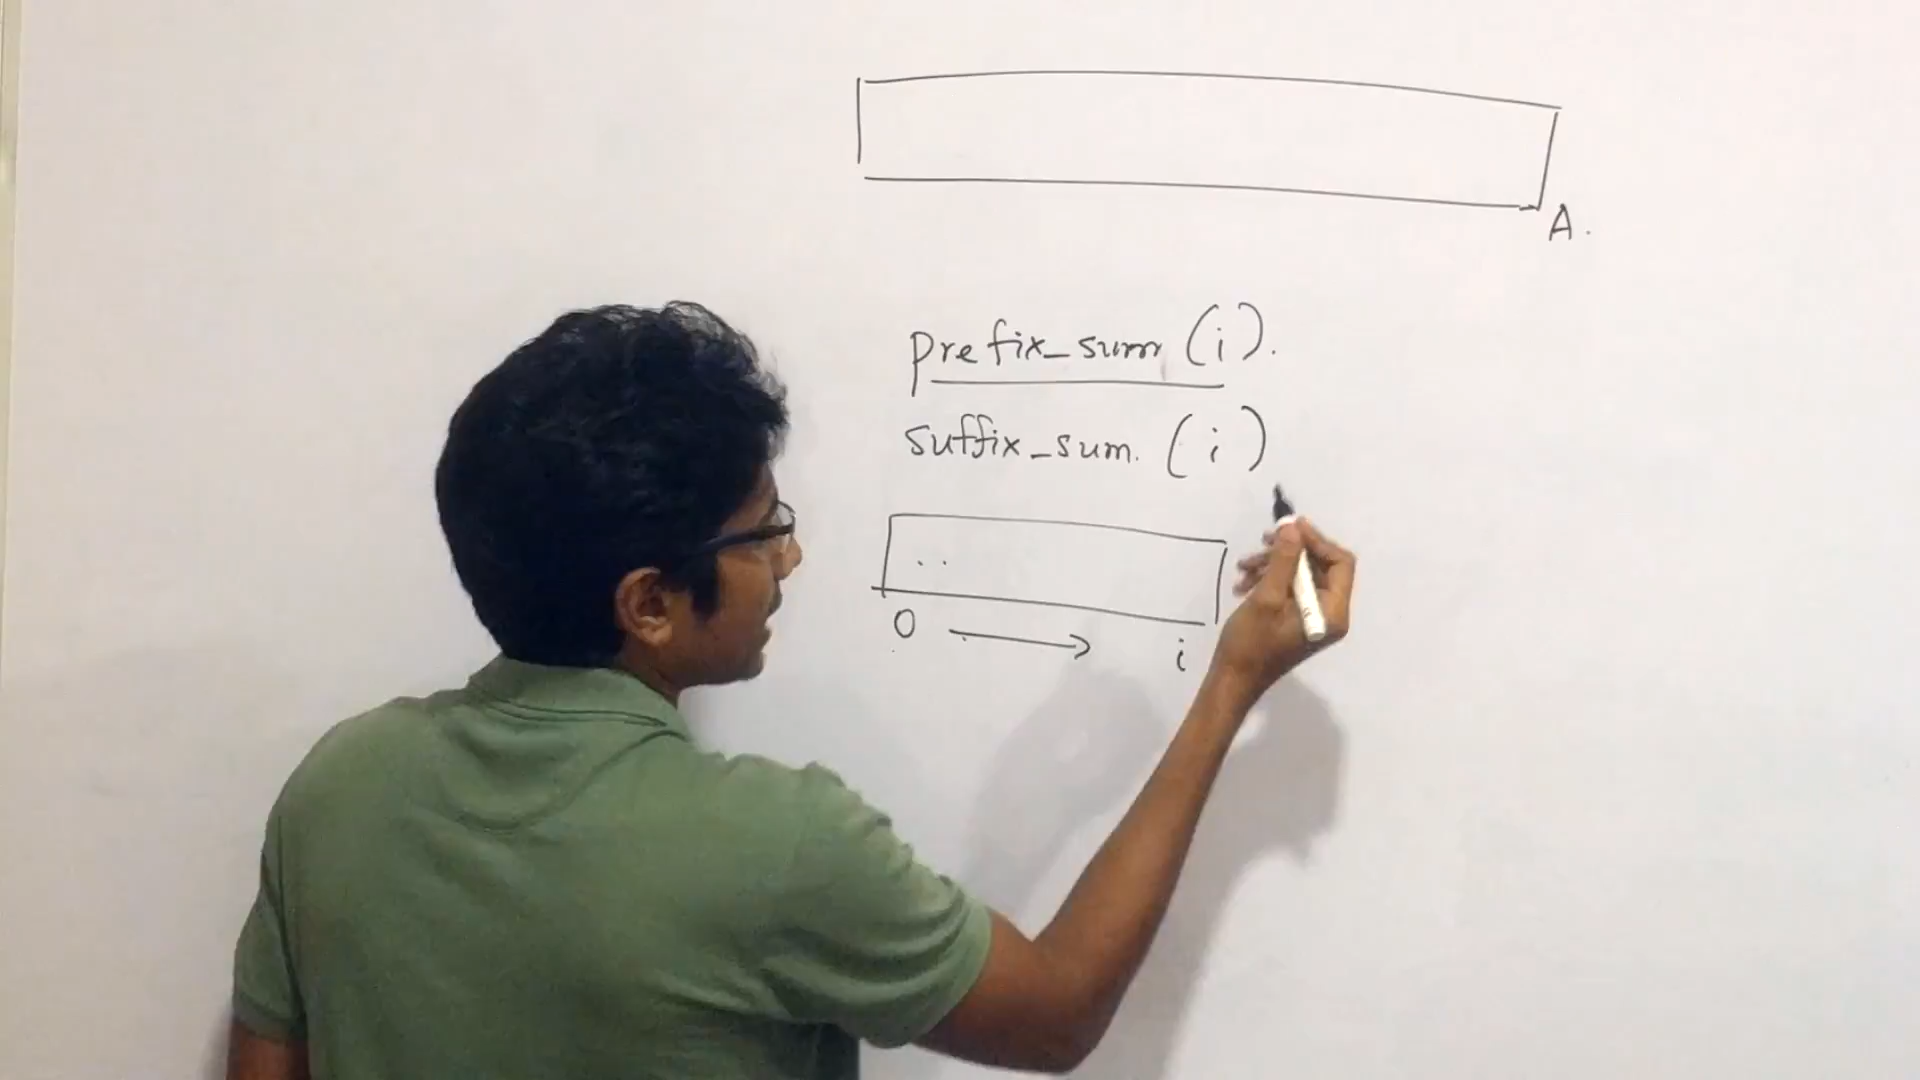 A.
prefix_sum (i).
suffix_sum. (i)
..
0 → i